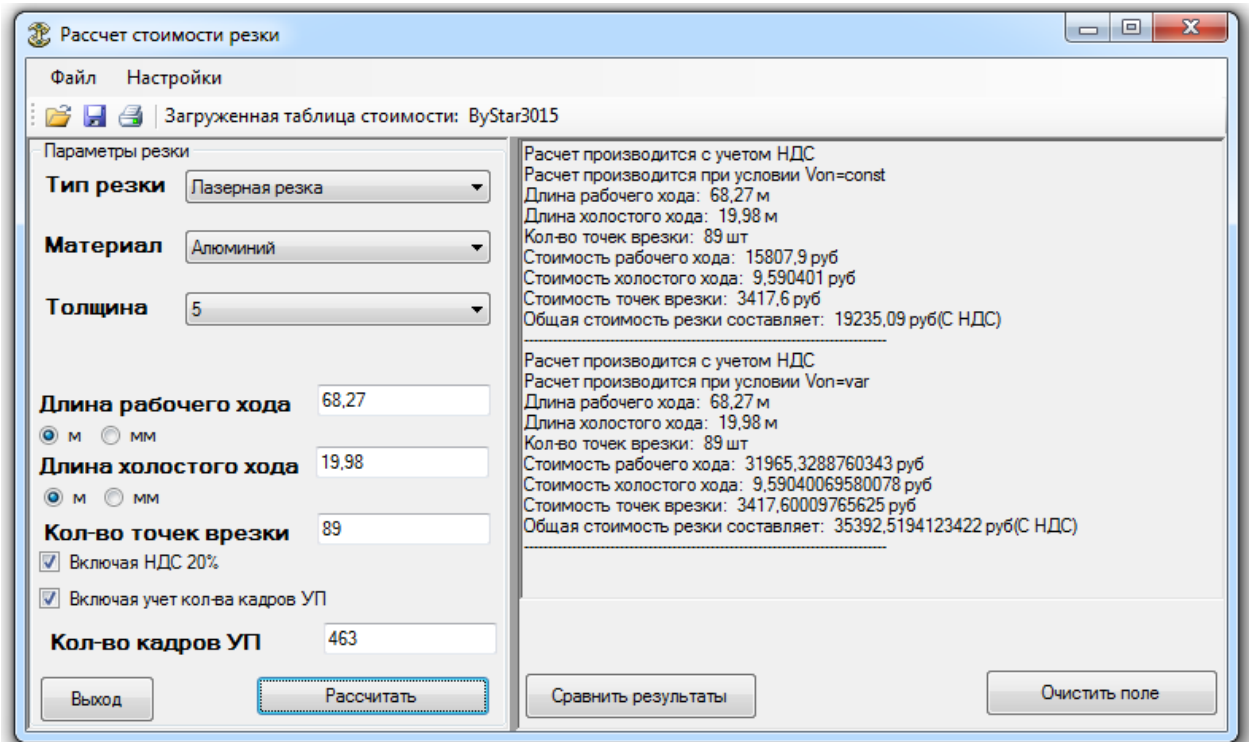 Рассчет стоимости резки
Файл Настройки
Загруженная таблица стоимости: ByStar3015
Параметры резки
Тип резки Лазерная резка
Материал Алюминий
Толщина 5
Длина рабочего хода 68,27
м мм
Длина холостого хода 19,98
м мм
Кол-во точек врезки 89
Включая НДС 20%
Включая учет кол-ва кадров УП
Кол-во кадров УП 463
Выход Рассчитать
Расчет производится с учетом НДС
Расчет производится при условии Von=const
Длина рабочего хода: 68,27 м
Длина холостого хода: 19,98 м
Кол-во точек врезки: 89 шт
Стоимость рабочего хода: 15807,9 руб
Стоимость холостого хода: 9,590401 руб
Стоимость точек врезки: 3417,6 руб
Общая стоимость резки составляет: 19235,09 руб(С НДС)
Расчет производится с учетом НДС
Расчет производится при условии Von=var
Длина рабочего хода: 68,27 м
Длина холостого хода: 19,98 м
Кол-во точек врезки: 89 шт
Стоимость рабочего хода: 31965,3288760343 руб
Стоимость холостого хода: 9,59040069580078 руб
Стоимость точек врезки: 3417,60009765625 руб
Общая стоимость резки составляет: 35392,5194123422 руб(С НДС)
Сравнить результаты Очистить поле